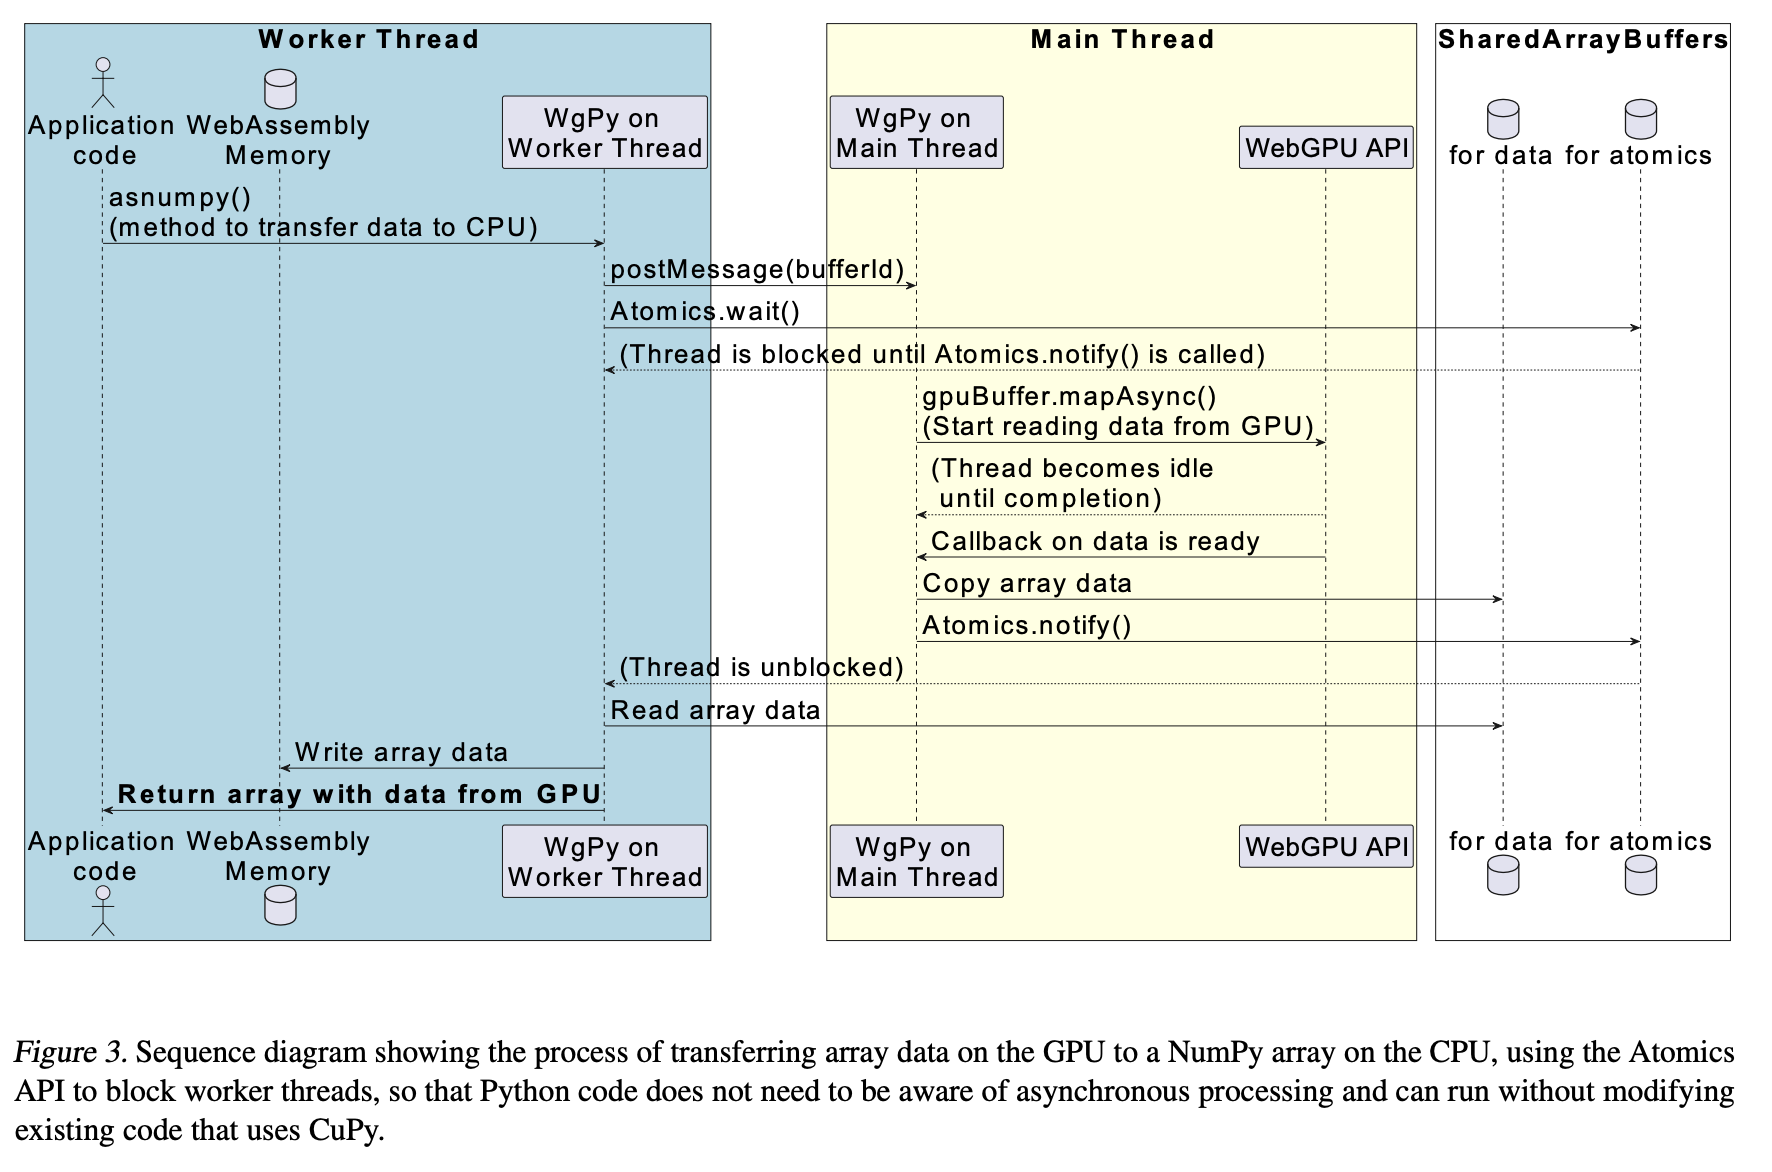 Worker Thread
Main Thread
SharedArrayBuffers
Application
code
WebAssembly
Memory
WgPy on
Worker Thread
WgPy on
Main Thread
WebGPU API
for data
for atomics
asnumpy()
(method to transfer data to CPU)
postMessage(bufferId)
Atomics.wait()
(Thread is blocked until Atomics.notify() is called)
gpuBuffer.mapAsync()
(Start reading data from GPU)
(Thread becomes idle
until completion)
Callback on data is ready
Copy array data
Atomics.notify()
(Thread is unblocked)
Read array data
Write array data
Return array with data from GPU
Application
code
WebAssembly
Memory
WgPy on
Worker Thread
WgPy on
Main Thread
WebGPU API
for data
for atomics
Figure 3. Sequence diagram showing the process of transferring array data on the GPU to a NumPy array on the CPU, using the Atomics
API to block worker threads, so that Python code does not need to be aware of asynchronous processing and can run without modifying
existing code that uses CuPy.